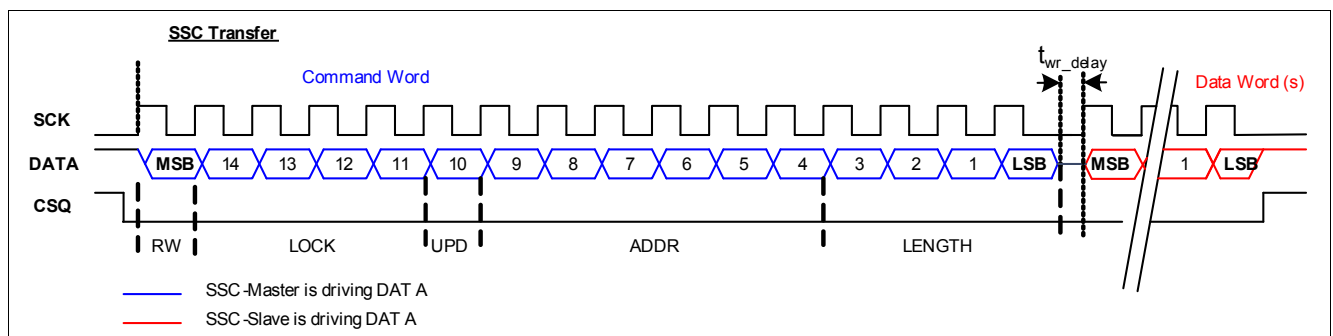 SSC Transfer
Command Word
t wr_delay
Data Word (s)
SCK
DATA MSB 14 13 12 11 10 9 8 7 6 5 4 3 2 1 LSB MSB 1 LSB
CSQ
RW LOCK UPD ADDR LENGTH
SSC-Master is driving DAT A
SSC-Slave is driving DAT A